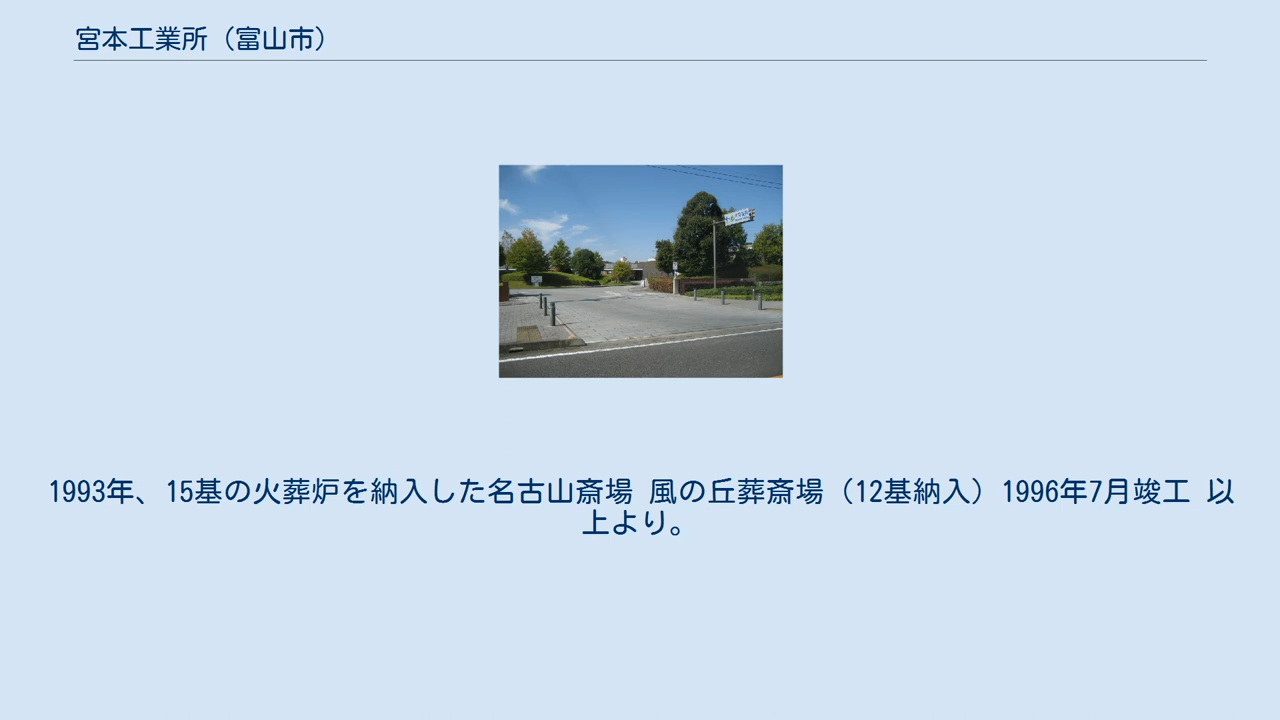 宮本工業所（富山市）
1993年、15基の火葬炉を納入した名古山斎場 風の丘葬斎場（12基納入）1996年7月竣工 以
上より。